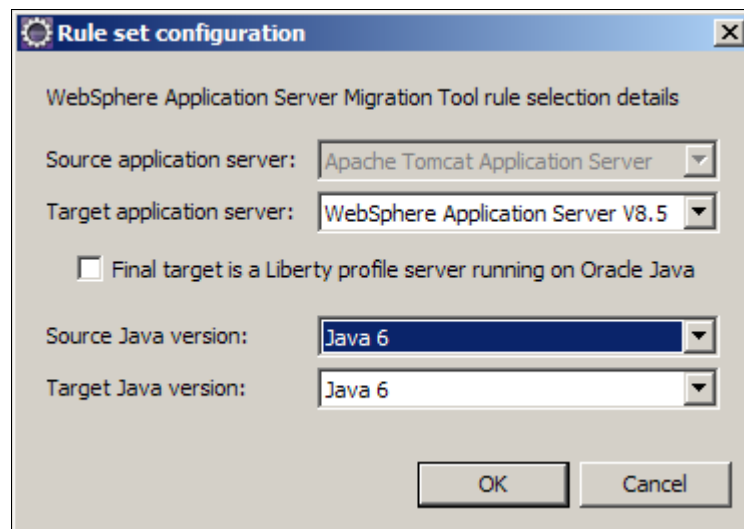 Rule set configuration
WebSphere Application Server Migration Tool rule selection details
Source application server: Apache Tomcat Application Server
Target application server: WebSphere Application Server V8.5
Final target is a Liberty profile server running on Oracle Java
Source Java version: Java 6
Target Java version: Java 6
OK Cancel